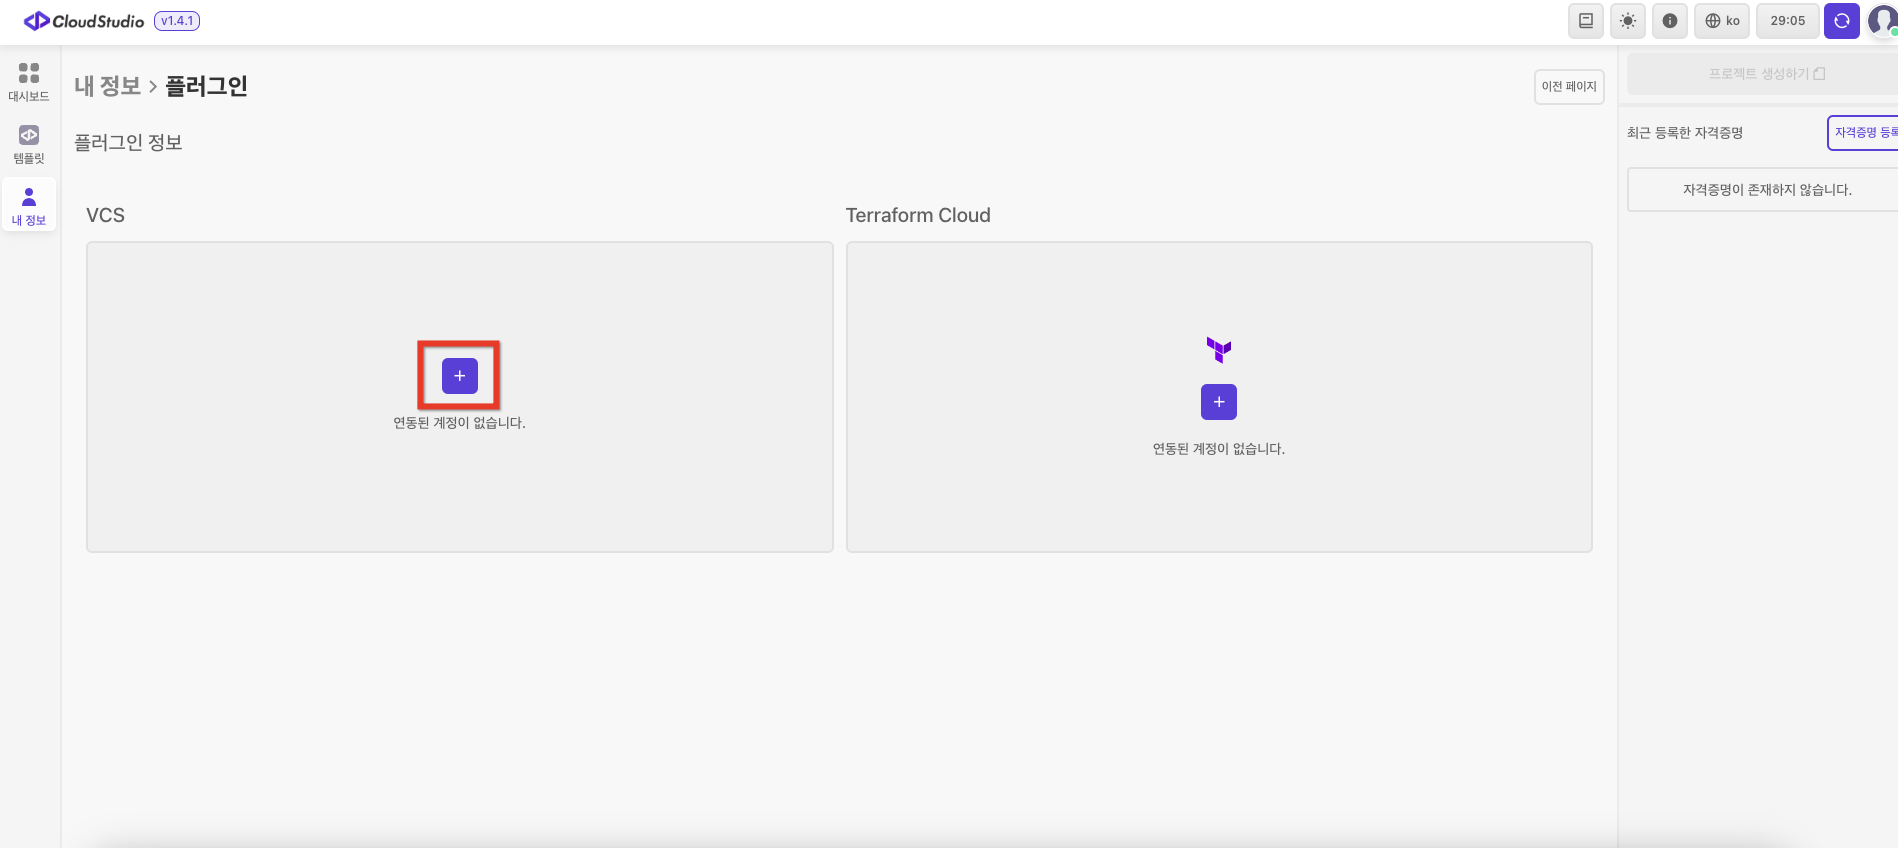 CloudStudio v1.4.1
ko
29:05
대시보드
템플릿
내 정보
내 정보 > 플러그인
이전 페이지
플러그인 정보
VCS
연동된 계정이 없습니다.
Terraform Cloud
연동된 계정이 없습니다.
프로젝트 생성하기
최근 등록한 자격증명
자격증명 등록
자격증명이 존재하지 않습니다.